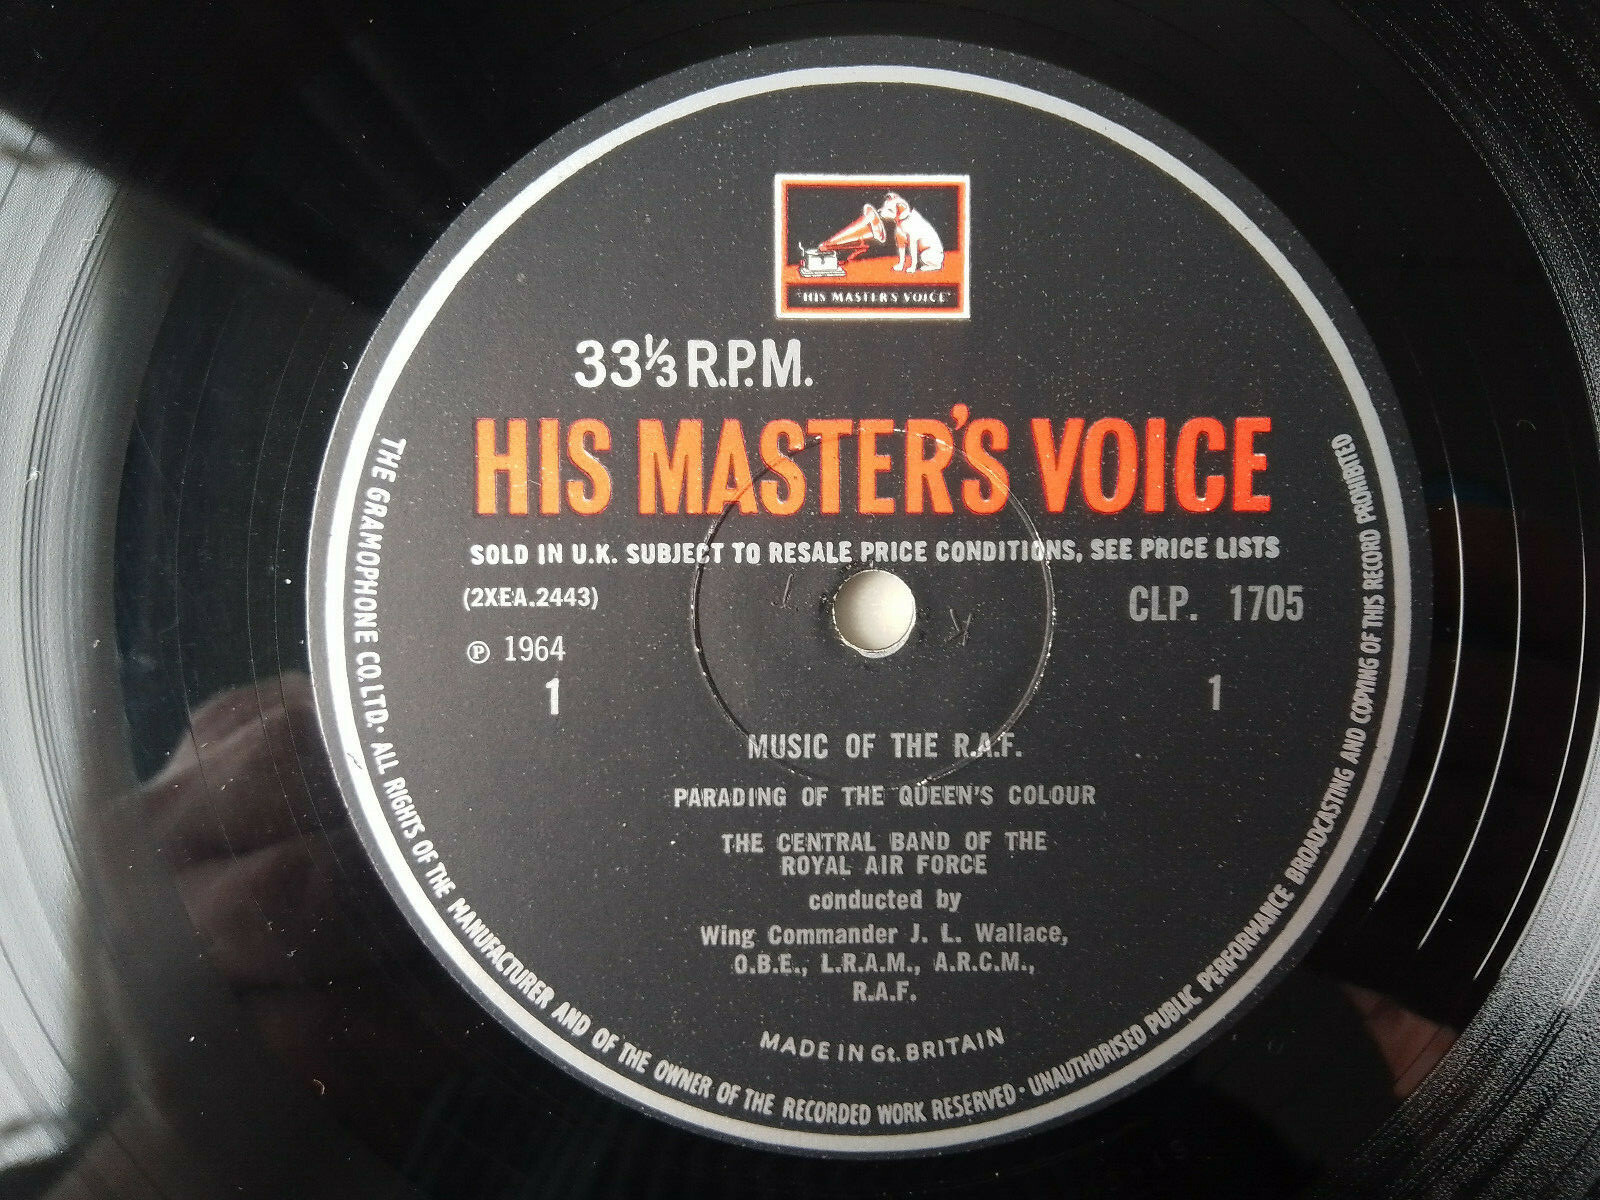 "HIS MASTER'S VOICE"
33⅓ R.P.M.
HIS MASTER'S VOICE
SOLD IN U.K. SUBJECT TO RESALE PRICE CONDITIONS, SEE PRICE LISTS
(2XEA.2443)
CLP. 1705
℗ 1964
1
1
MUSIC OF THE R.A.F.
PARADING OF THE QUEEN'S COLOUR
THE CENTRAL BAND OF THE
ROYAL AIR FORCE
conducted by
Wing Commander J. L. Wallace,
O.B.E., L.R.A.M., A.R.C.M.,
R.A.F.
MADE IN Gt. BRITAIN
THE GRAMOPHONE CO. LTD. · ALL RIGHTS OF THE MANUFACTURER AND OF THE OWNER OF THE RECORDED WORK RESERVED · UNAUTHORISED PUBLIC PERFORMANCE BROADCASTING AND COPYING OF THIS RECORD PROHIBITED